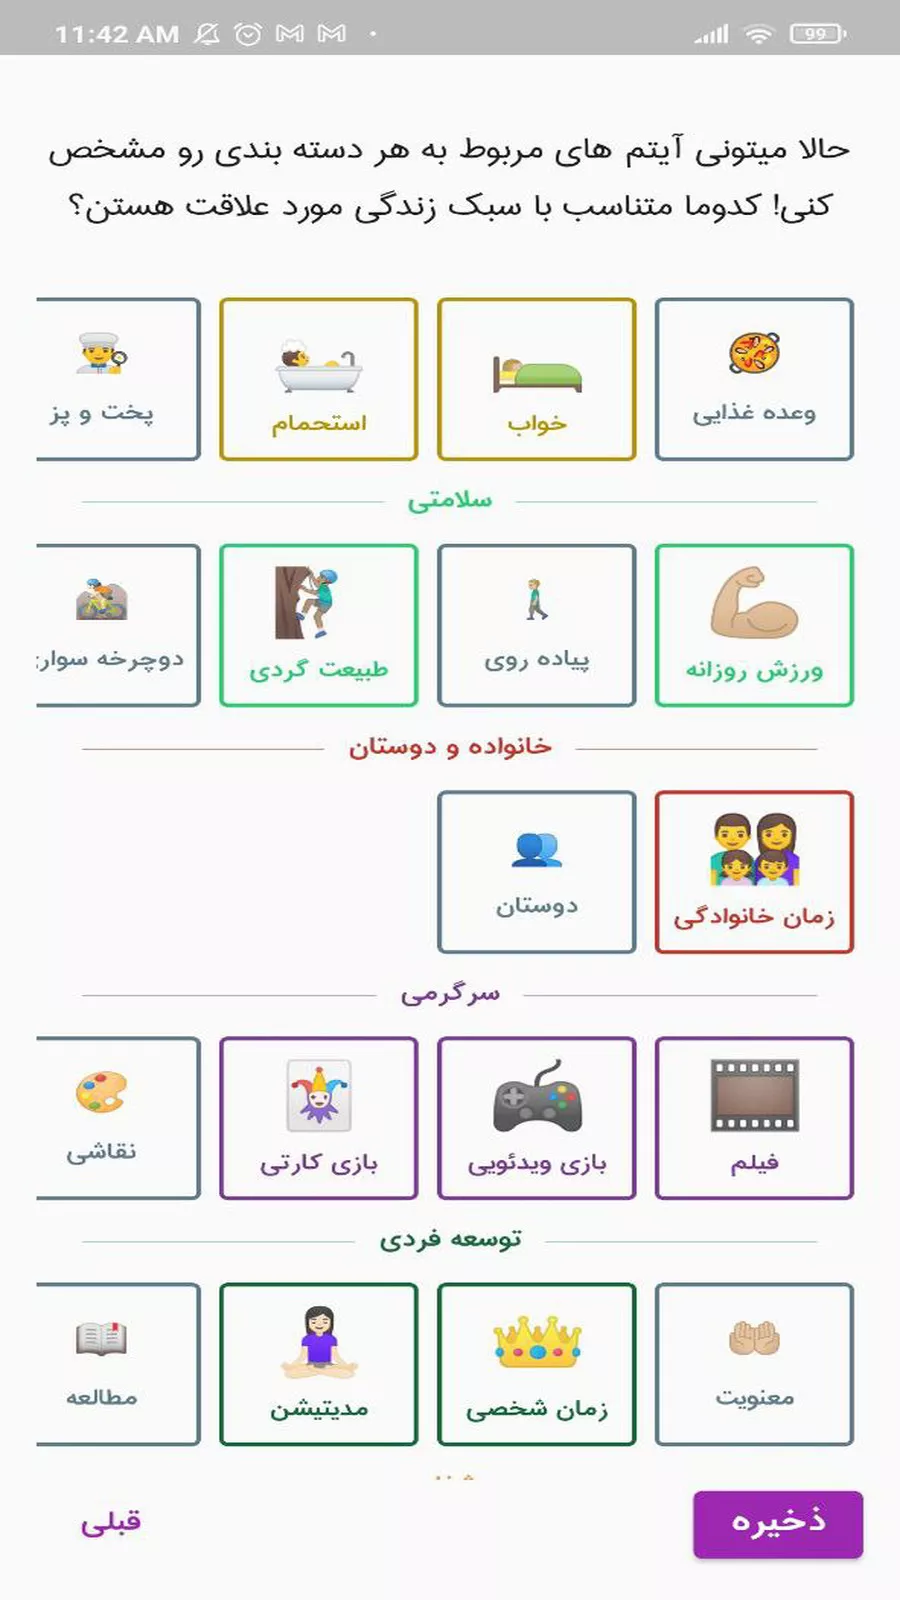 11:42 AM
99
حالا میتونی آیتم های مربوط به هر دسته بندی رو مشخص
کنی! کدوما متناسب با سبک زندگی مورد علاقت هستن؟
وعده غذایی
خواب
استحمام
پخت و پز
سلامتی
ورزش روزانه
پیاده روی
طبیعت گردی
دوچرخه سوار
خانواده و دوستان
زمان خانوادگی
دوستان
سرگرمی
فیلم
بازی ویدئویی
بازی کارتی
نقاشی
توسعه فردی
معنویت
زمان شخصی
مدیتیشن
مطالعه
ذخیره
قبلی